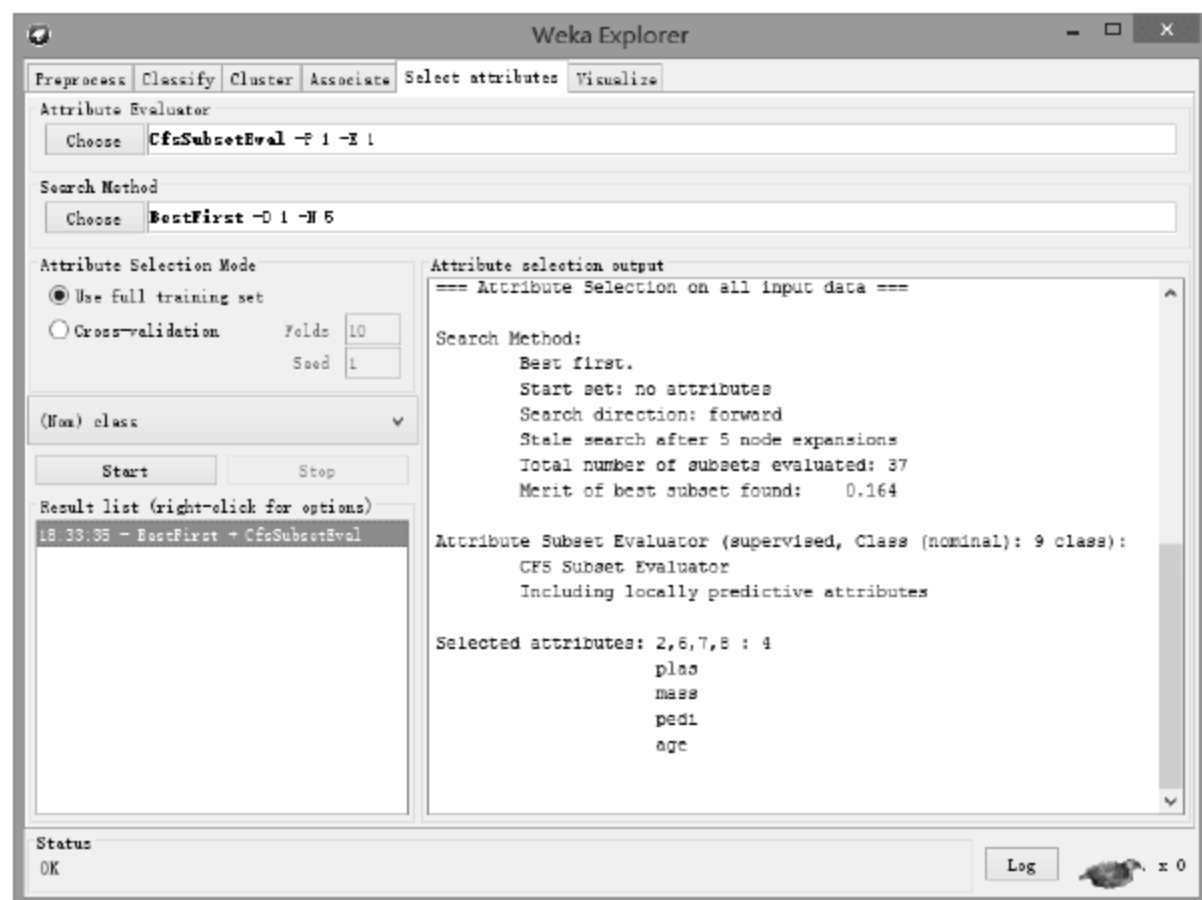 Weka Explorer
Preprocess Classify Cluster Associate Select attributes Visualize
Attribute Evaluator
Choose CfsSubsetEval -P 1 -E 1
Search Method
Choose BestFirst -D 1 -N 5
Attribute Selection Mode
Use full training set
Cross-validation Folds 10
Seed 1
(Nom) class
Start Stop
Result list (right-click for options)
18:33:35 - BestFirst + CfsSubsetEval
Attribute selection output
=== Attribute Selection on all input data ===
Search Method:
Best first.
Start set: no attributes
Search direction: forward
Stale search after 5 node expansions
Total number of subsets evaluated: 37
Merit of best subset found: 0.164
Attribute Subset Evaluator (supervised, Class (nominal): 9 class):
CFS Subset Evaluator
Including locally predictive attributes
Selected attributes: 2,6,7,8 : 4
plas
mass
pedi
age
Status
OK
Log x 0